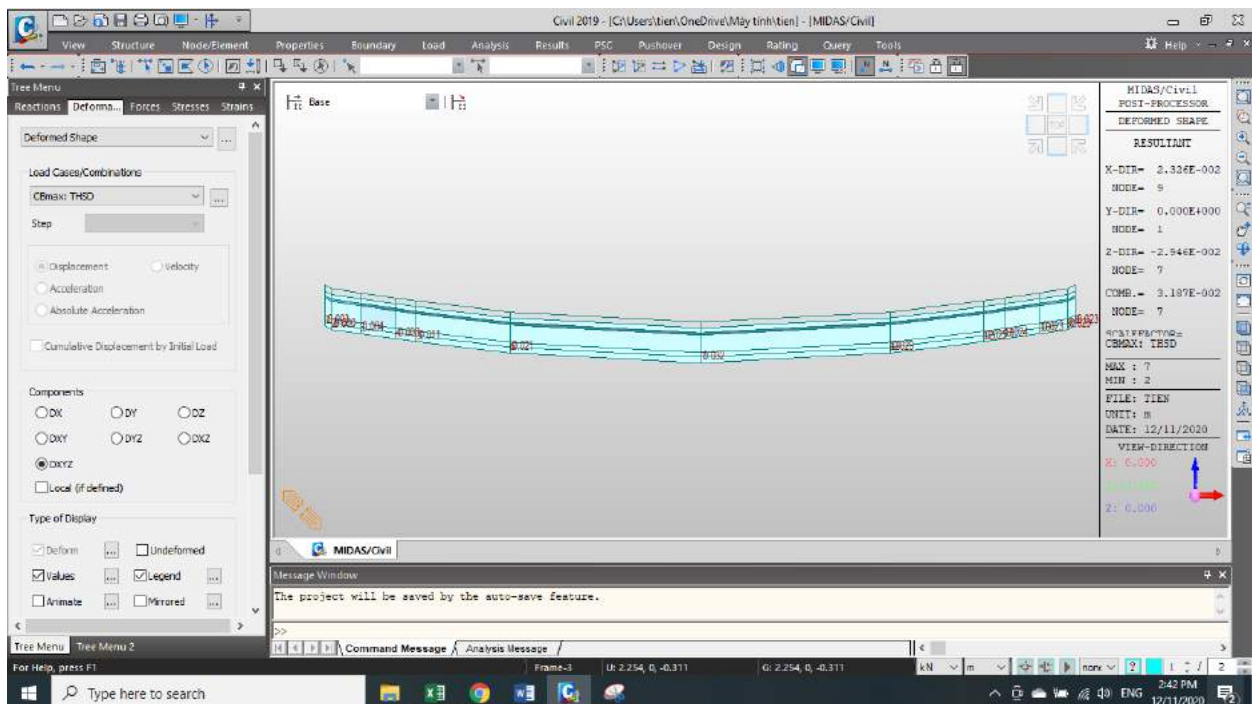 Civil 2019 - [C:\Users\tien\OneDrive\Máy tính\tien] - [MIDAS/Civil]
View Structure Node/Element Properties Boundary Load Analysis Results PSC Pushover Design Rating Query Tools Help
Tree Menu
Reactions Deforma... Forces Stresses Strains
Deformed Shape ...
Load Cases/Combinations
CBmax: THSD ...
Step
Displacement Velocity
Acceleration
Absolute Acceleration
Cumulative Displacement by Initial Load
Components
DX DY DZ
DXY DYZ DXZ
DXYZ
Local (if defined)
Type of Display
Deform ... Undeformed
Values ... Legend ...
Animate ... Mirrored ...
Tree Menu Tree Menu 2
Base
0.021
0.032
MIDAS/Civil
POST-PROCESSOR
DEFORMED SHAPE
RESULTANT
X-DIR= 2.326E-002
NODE= 9
Y-DIR= 0.000E+000
NODE= 1
Z-DIR= -2.946E-002
NODE= 7
COMB.= 3.187E-002
NODE= 7
SCALEFACTOR=
CBMAX: THSD
MAX : 7
MIN : 2
FILE: TIEN
UNIT: m
DATE: 12/11/2020
VIEW-DIRECTION
X: 0.000
Z: 0.000
MIDAS/Civil
Message Window
The project will be saved by the auto-save feature.
>>
Command Message Analysis Message
For Help, press F1 Frame-3 U: 2.254, 0, -0.311 G: 2.254, 0, -0.311 kN m 1 : / 2
Type here to search
ENG 2:42 PM
12/11/2020